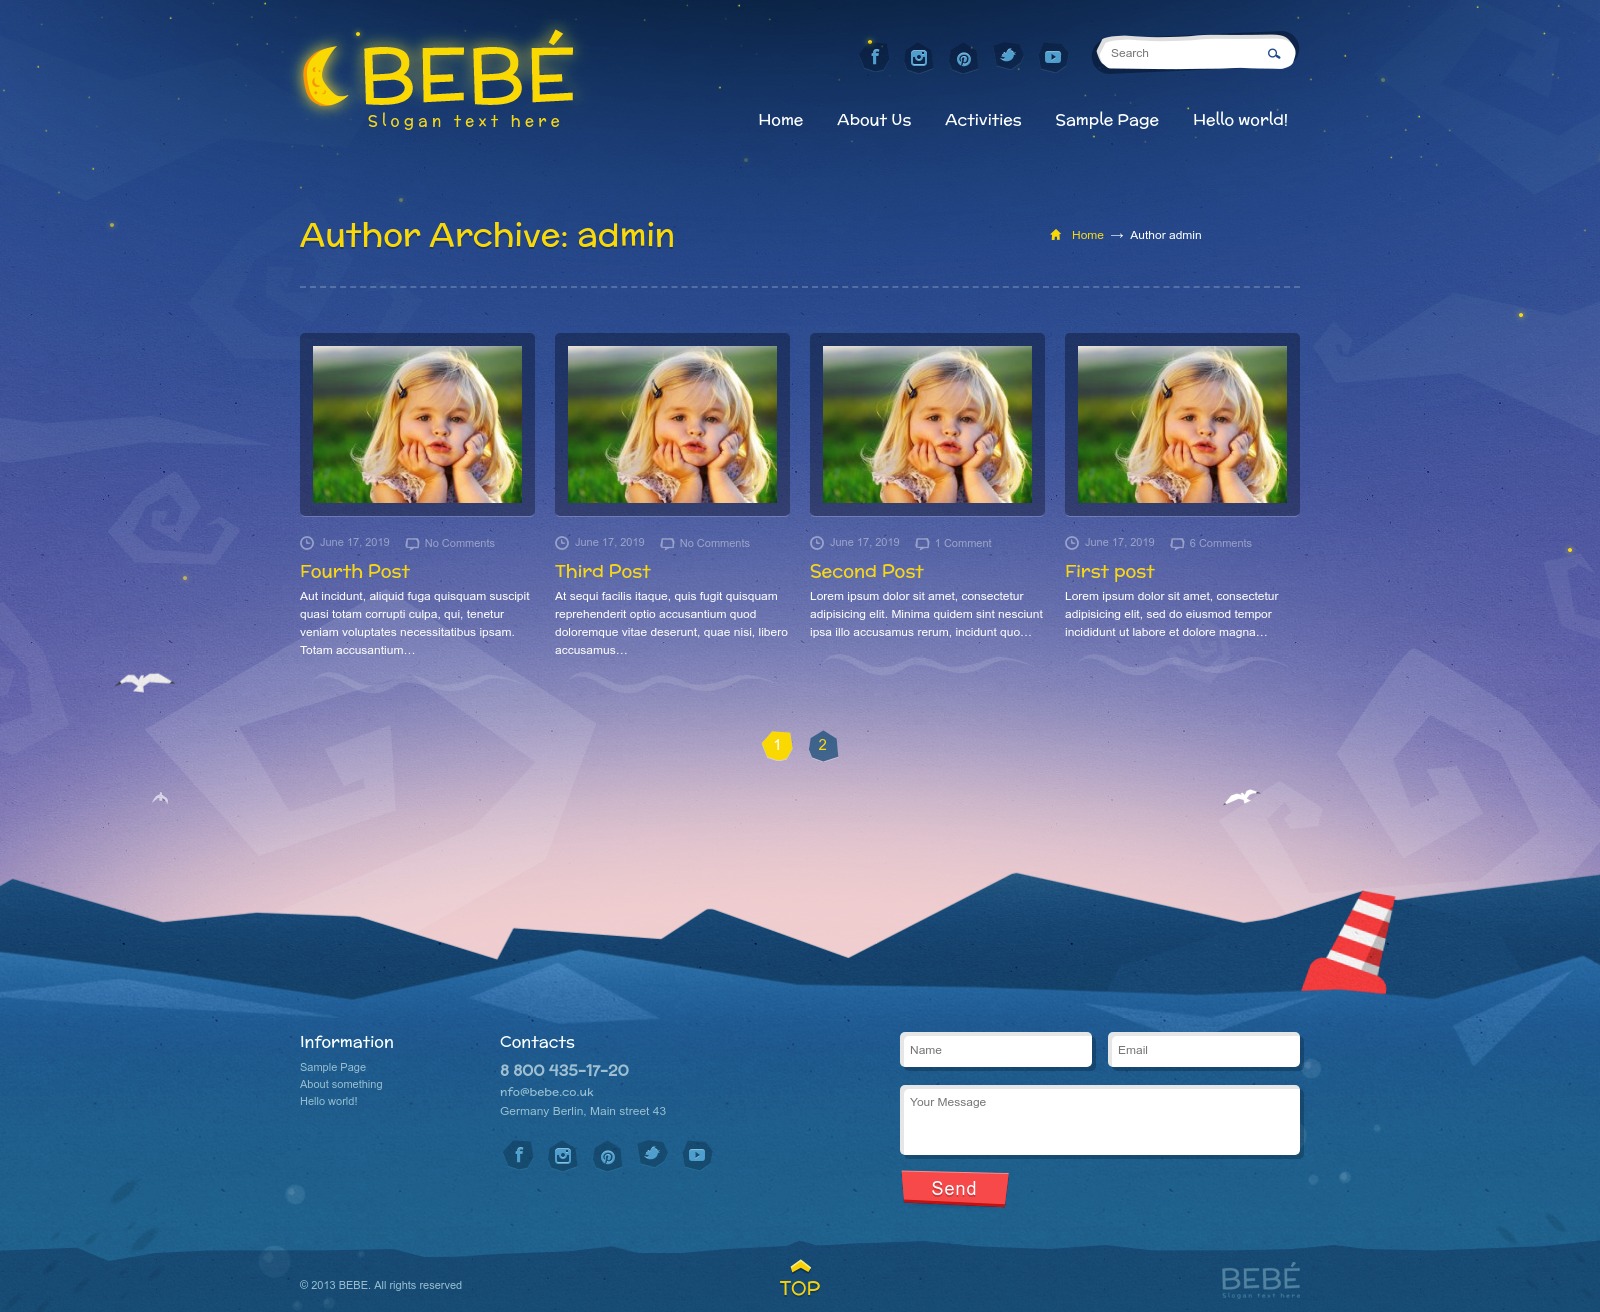 BEBÉ
Slogan text here
Search
Home About Us Activities Sample Page Hello world!
Author Archive: admin
Home → Author admin
June 17, 2019 No Comments
Fourth Post
Aut incidunt, aliquid fuga quisquam suscipit
quasi totam corrupti culpa, qui, tenetur
veniam voluptates necessitatibus ipsam.
Totam accusantium…
June 17, 2019 No Comments
Third Post
At sequi facilis itaque, quis fugit quisquam
reprehenderit optio accusantium quod
doloremque vitae deserunt, quae nisi, libero
accusamus…
June 17, 2019 1 Comment
Second Post
Lorem ipsum dolor sit amet, consectetur
adipisicing elit. Minima quidem sint nesciunt
ipsa illo accusamus rerum, incidunt quo…
June 17, 2019 6 Comments
First post
Lorem ipsum dolor sit amet, consectetur
adipisicing elit, sed do eiusmod tempor
incididunt ut labore et dolore magna…
1 2
Information
Sample Page
About something
Hello world!
Contacts
8 800 435-17-20
nfo@bebe.co.uk
Germany Berlin, Main street 43
Name
Email
Your Message
Send
© 2013 BEBE. All rights reserved
TOP
BEBÉ
Slogan text here